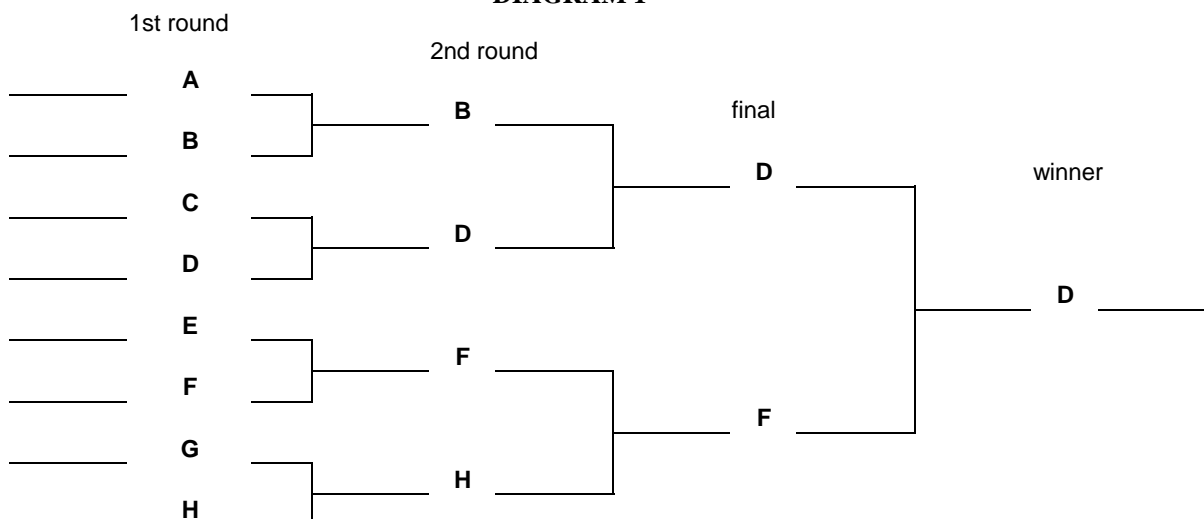 DIAGRAM 1
1st round
2nd round
A
B
final
B
D
winner
C
D
D
D
E
F
F
F
G
H
H